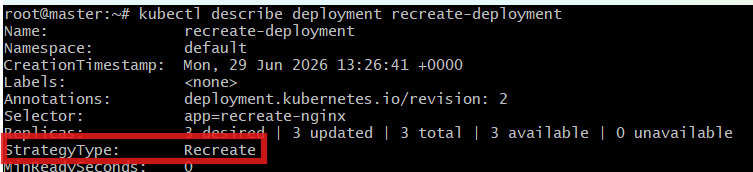 root@master:~# kubectl describe deployment recreate-deployment
Name: recreate-deployment
Namespace: default
CreationTimestamp: Mon, 29 Jun 2026 13:26:41 +0000
Labels: <none>
Annotations: deployment.kubernetes.io/revision: 2
Selector: app=recreate-nginx
Replicas: 3 desired | 3 updated | 3 total | 3 available | 0 unavailable
StrategyType: Recreate
MinReadySeconds: 0